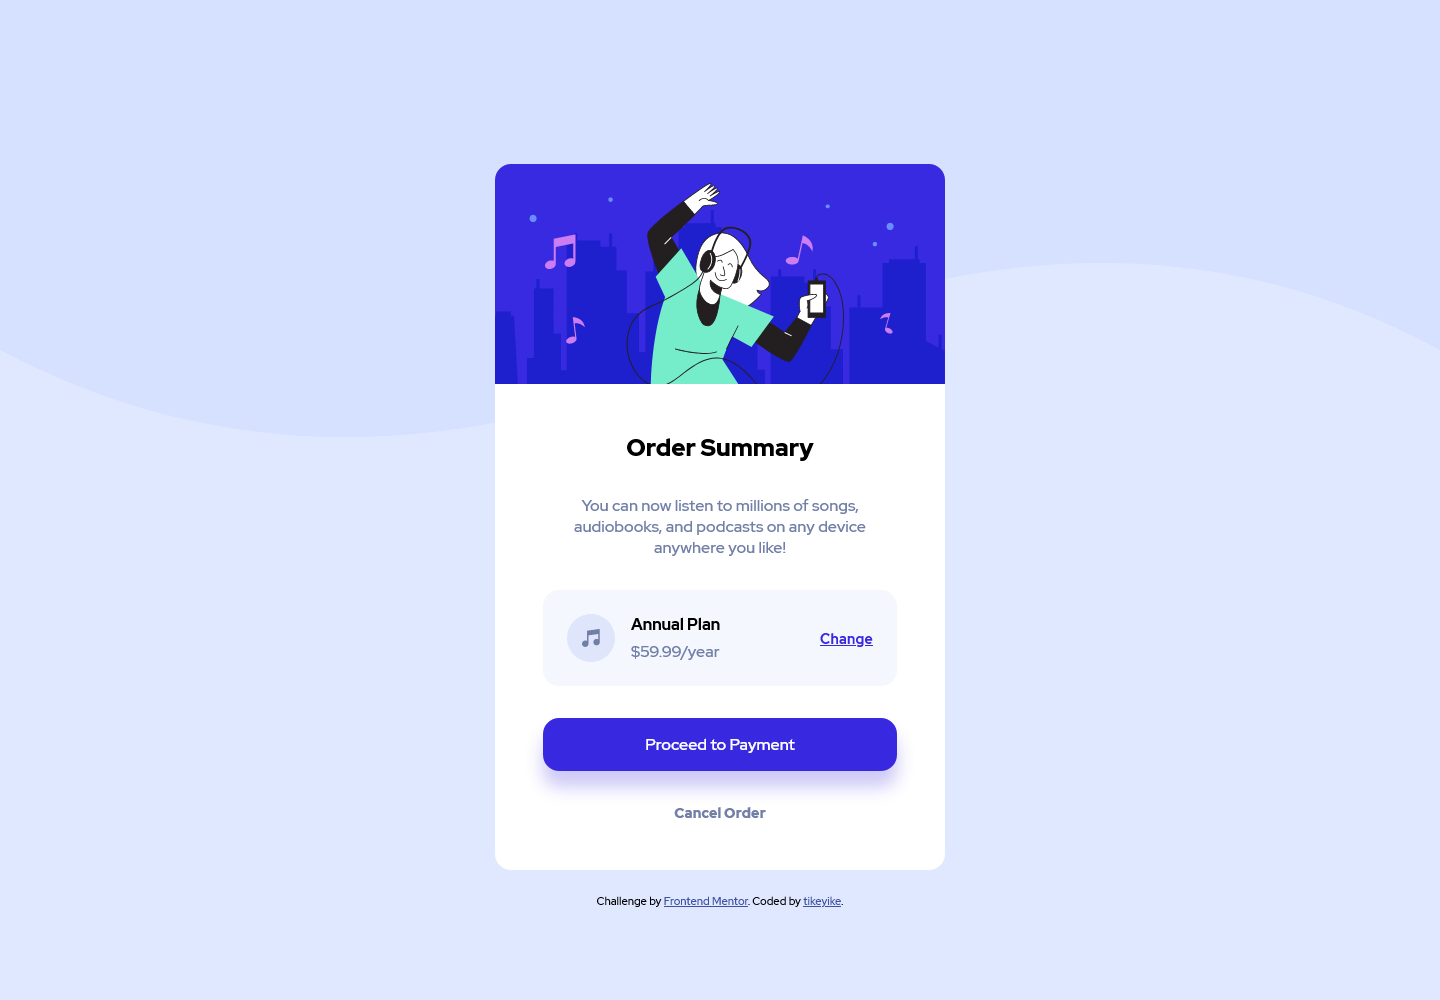 Order Summary
You can now listen to millions of songs,
audiobooks, and podcasts on any device
anywhere you like!
Annual Plan
$59.99/year
Change
Proceed to Payment
Cancel Order
Challenge by Frontend Mentor. Coded by tikeyike.